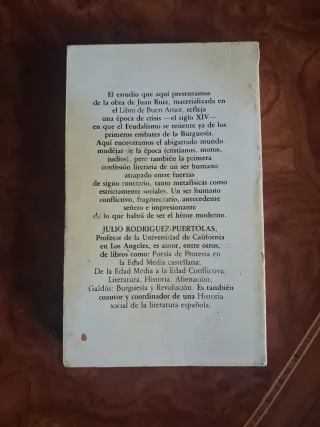 El estudio que aquí presentamos
de la obra de Juan Ruiz, materializada en
el Libro de Buen Amor, refleja
una época de crisis —el siglo XIV—
en que el Feudalismo se resiente ya de los
primeros embates de la Burguesía.
Aquí encontramos el abigarrado mundo
mudéjar de la época (cristianos, moros,
judíos), pero también la primera
confesión literaria de un ser humano
atrapado entre fuerzas
de signo contrario, tanto metafísicas como
estrictamente sociales. Un ser humano
conflictivo, fragmentario, antecedente
señero e impresionante
de lo que habrá de ser el héroe moderno.
JULIO RODRIGUEZ-PUERTOLAS,
Profesor de la Universidad de California
en Los Angeles, es autor, entre otros,
de libros como: Poesía de Protesta en
la Edad Media castellana;
De la Edad Media a la Edad Conflictiva;
Literatura, Historia, Alienación;
Galdós: Burguesía y Revolución. Es también
coautor y coordinador de una Historia
social de la literatura española.